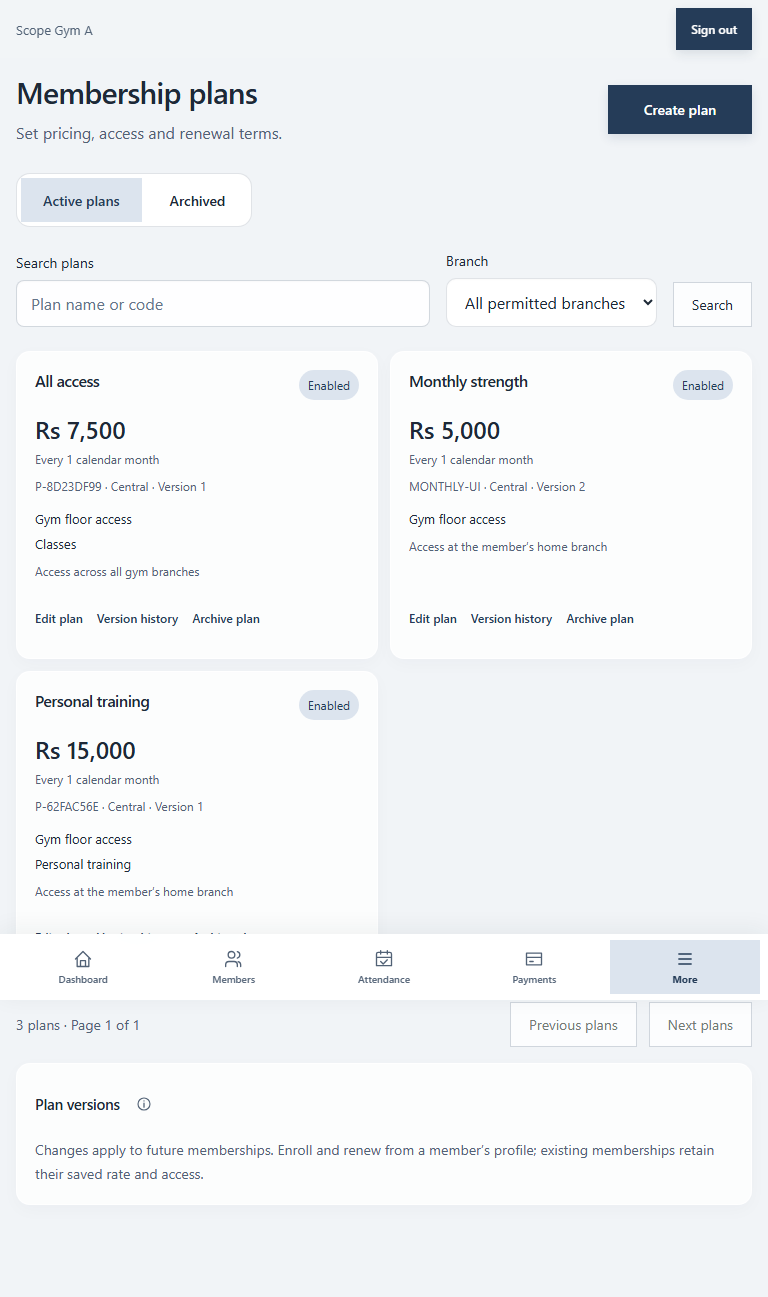 Scope Gym A
Sign out
Membership plans
Create plan
Set pricing, access and renewal terms.
Active plans
Archived
Search plans
Branch
Plan name or code
All permitted branches
Search
All access
Enabled
Rs 7,500
Every 1 calendar month
P-8D23DF99 · Central · Version 1
Gym floor access
Classes
Access across all gym branches
Edit plan
Version history
Archive plan
Monthly strength
Enabled
Rs 5,000
Every 1 calendar month
MONTHLY-UI · Central · Version 2
Gym floor access
Access at the member's home branch
Edit plan
Version history
Archive plan
Personal training
Enabled
Rs 15,000
Every 1 calendar month
P-62FAC56E · Central · Version 1
Gym floor access
Personal training
Access at the member's home branch
Dashboard
Members
Attendance
Payments
More
3 plans · Page 1 of 1
Previous plans
Next plans
Plan versions
Changes apply to future memberships. Enroll and renew from a member's profile; existing memberships retain
their saved rate and access.